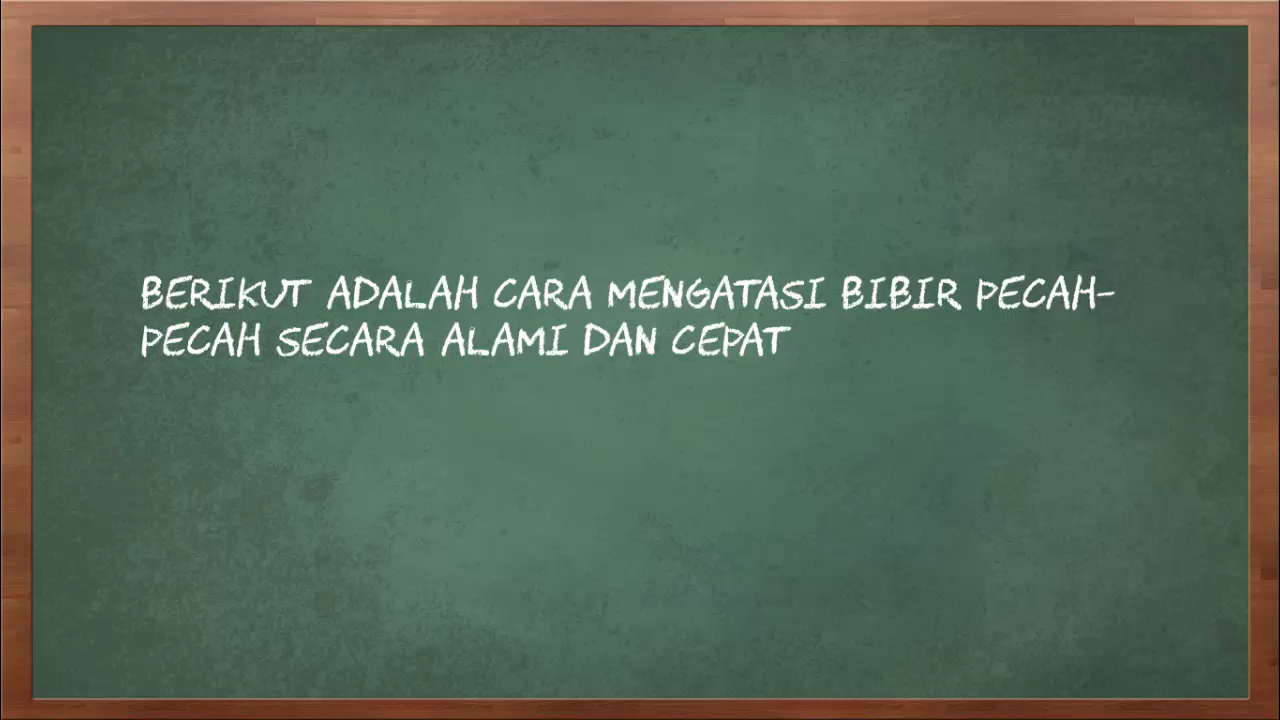 BERIKUT ADALAH CARA MENGATASI BIBIR PECAH-
PECAH SECARA ALAMI DAN CEPAT